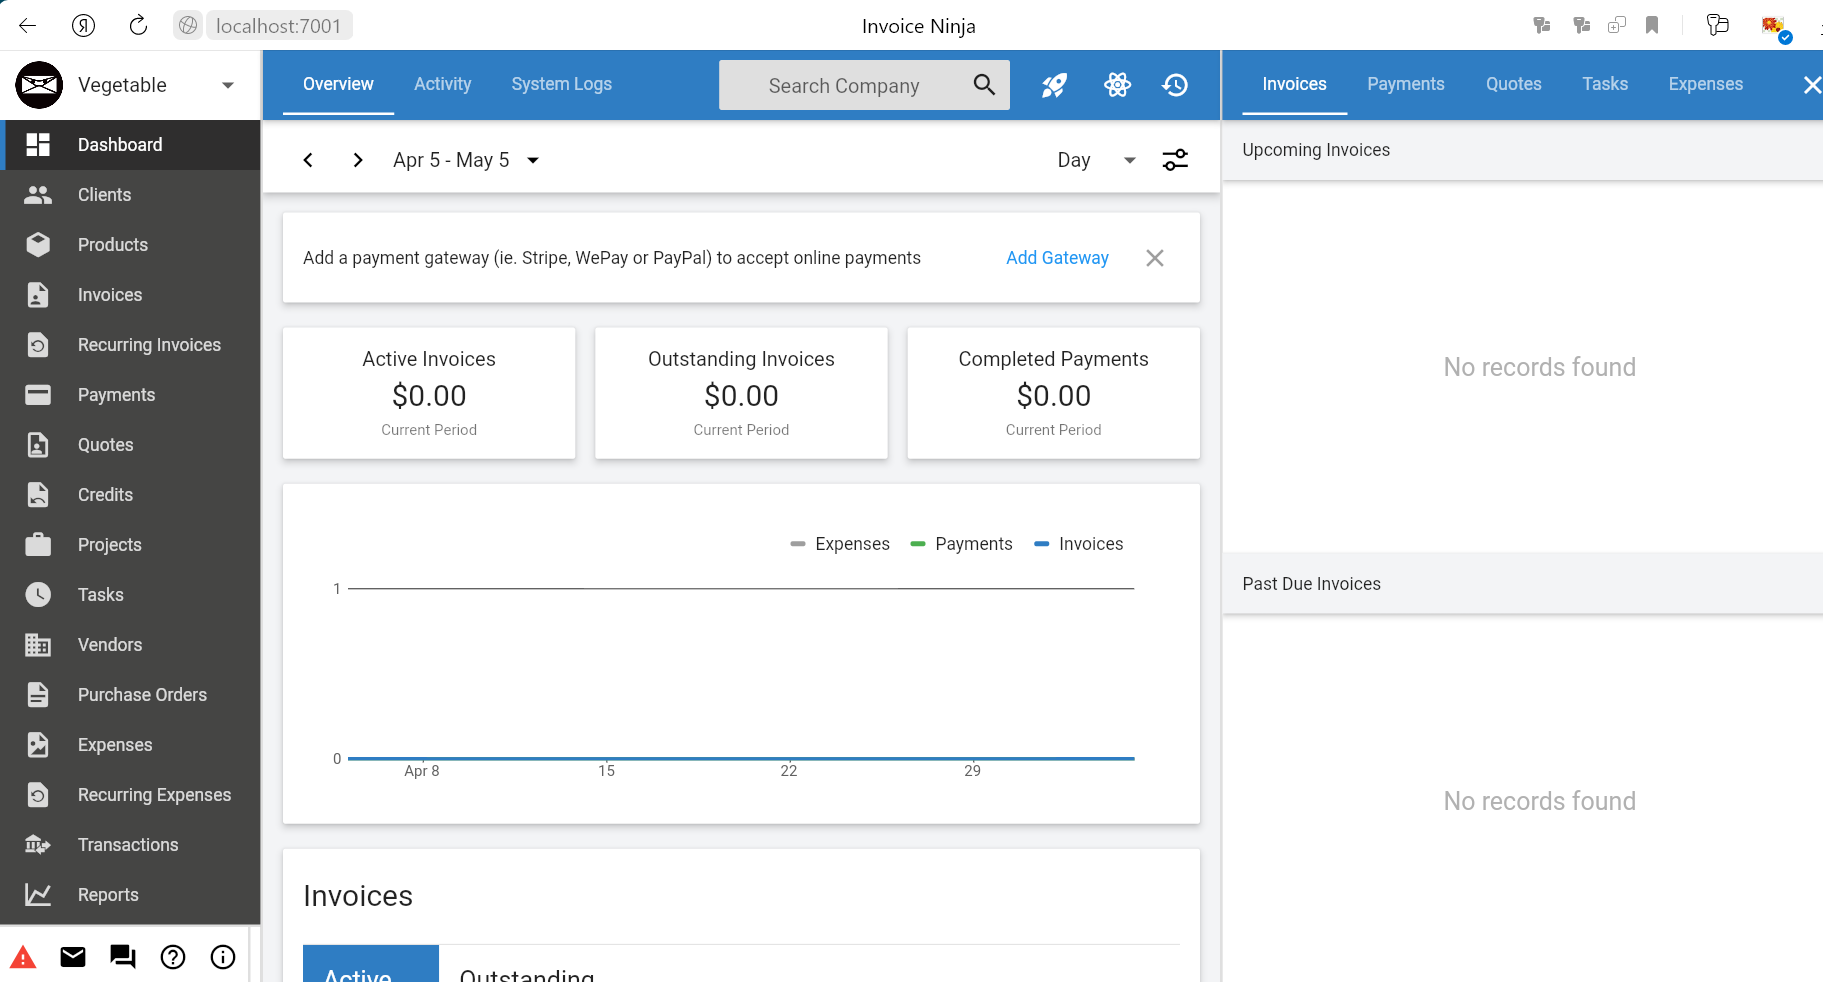 localhost:7001
Invoice Ninja
Vegetable
Dashboard
Clients
Products
Invoices
Recurring Invoices
Payments
Quotes
Credits
Projects
Tasks
Vendors
Purchase Orders
Expenses
Recurring Expenses
Transactions
Reports
Overview Activity System Logs
Search Company
Apr 5 - May 5
Day
Add a payment gateway (ie. Stripe, WePay or PayPal) to accept online payments
Add Gateway
Active Invoices
$0.00
Current Period
Outstanding Invoices
$0.00
Current Period
Completed Payments
$0.00
Current Period
Expenses Payments Invoices
1
0
Apr 8 15 22 29
Invoices
Active Outstanding
Invoices Payments Quotes Tasks Expenses
Upcoming Invoices
No records found
Past Due Invoices
No records found